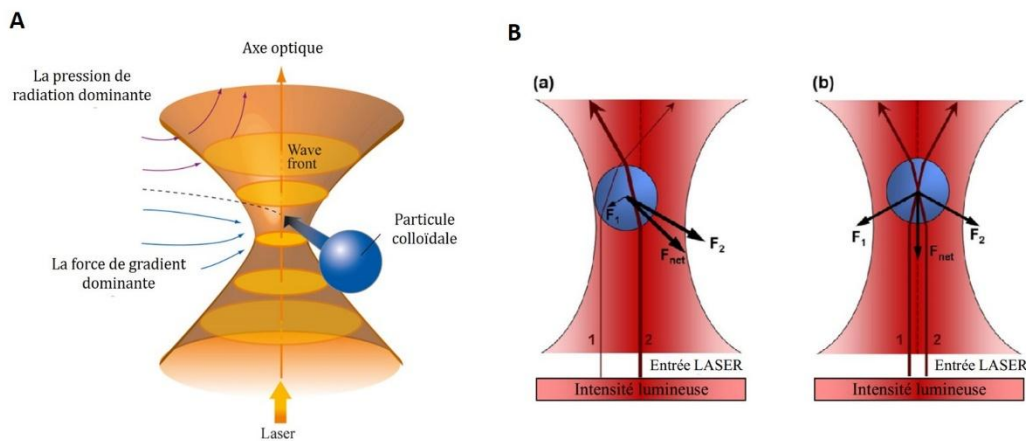 A
Axe optique
La pression de
radiation dominante
Wave
front
Particule
colloïdale
La force de gradient
dominante
Laser
B
(a)
F1
F2
Fnet
1
2
Entrée LASER
Intensité lumineuse
(b)
F1
F2
Fnet
1
2
Entrée LASER
Intensité lumineuse